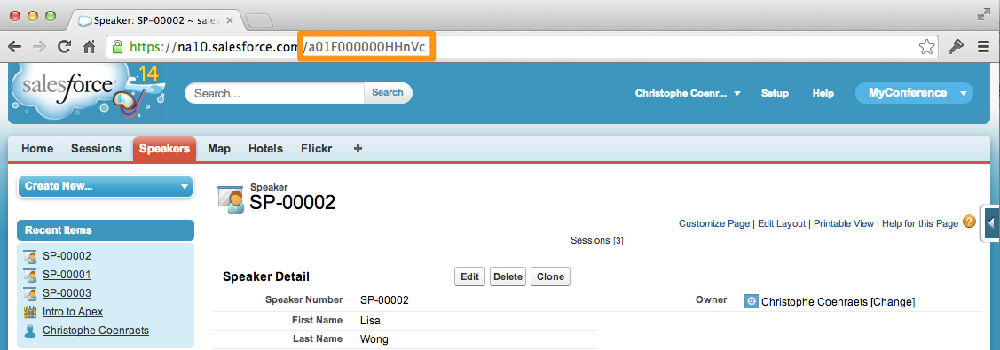 Speaker: SP-00002 ~ sales
https://na10.salesforce.com/a01F000000HHnVc
salesforce '14
Search... Search
Christophe Coenr... Setup Help MyConference
Home Sessions Speakers Map Hotels Flickr +
Create New...
Recent Items
SP-00002
SP-00001
SP-00003
Intro to Apex
Christophe Coenraets
Speaker
SP-00002
Customize Page | Edit Layout | Printable View | Help for this Page ?
Sessions [3]
Speaker Detail Edit Delete Clone
Speaker Number SP-00002 Owner Christophe Coenraets [Change]
First Name Lisa
Last Name Wong